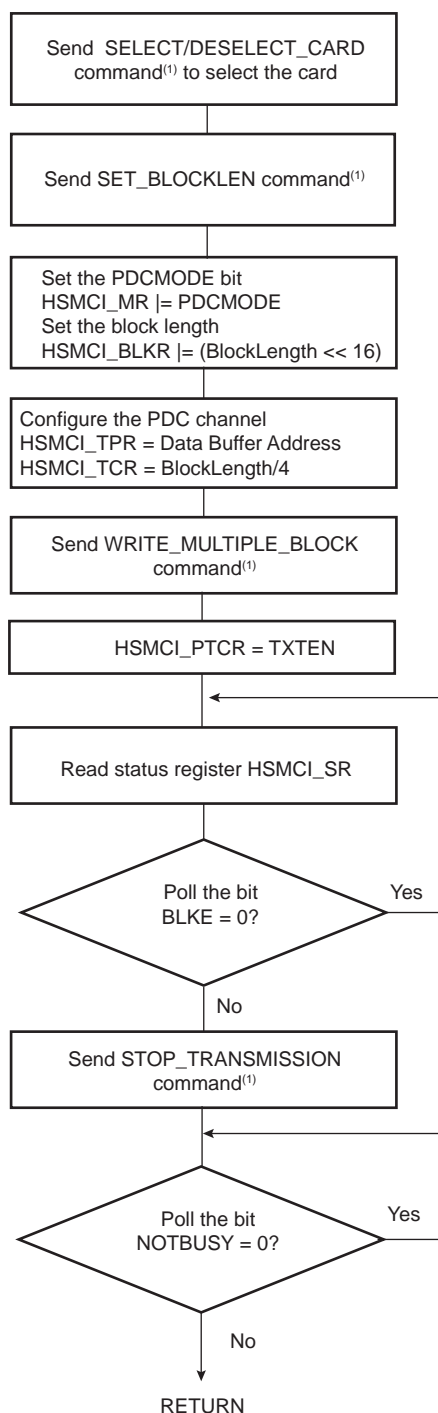 Send SELECT/DESELECT_CARD
command(1) to select the card
Send SET_BLOCKLEN command(1)
Set the PDCMODE bit
HSMCI_MR |= PDCMODE
Set the block length
HSMCI_BLKR |= (BlockLength << 16)
Configure the PDC channel
HSMCI_TPR = Data Buffer Address
HSMCI_TCR = BlockLength/4
Send WRITE_MULTIPLE_BLOCK
command(1)
HSMCI_PTCR = TXTEN
Read status register HSMCI_SR
Poll the bit
BLKE = 0?
Yes
No
Send STOP_TRANSMISSION
command(1)
Poll the bit
NOTBUSY = 0?
Yes
No
RETURN